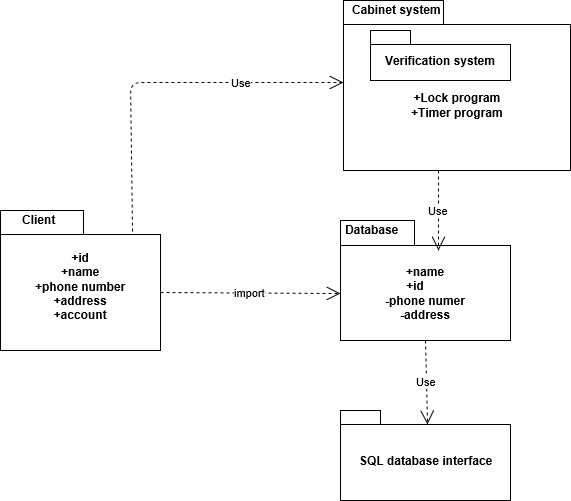 Cabinet system
Verification system
+Lock program
+Timer program
Use
Use
Client
+id
+name
+phone number
+address
+account
import
Database
+name
+id
-phone numer
-address
Use
SQL database interface